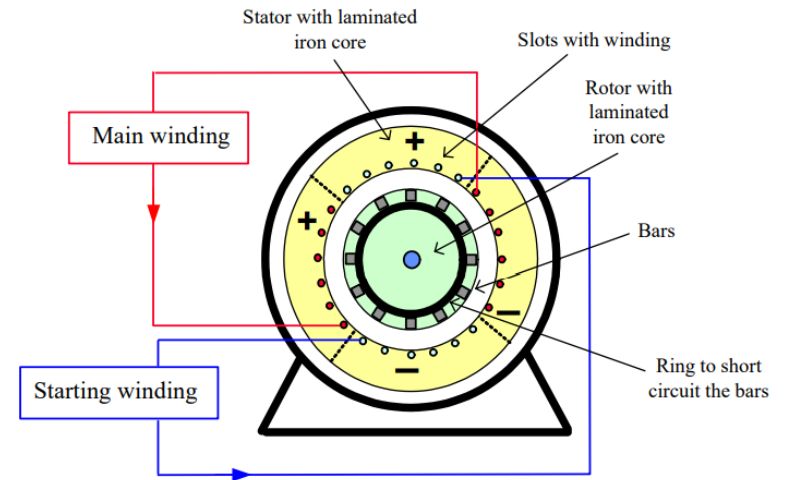 Stator with laminated
iron core
Slots with winding
Rotor with
laminated
iron core
Main winding
+
+
Bars
−
Ring to short
circuit the bars
−
Starting winding